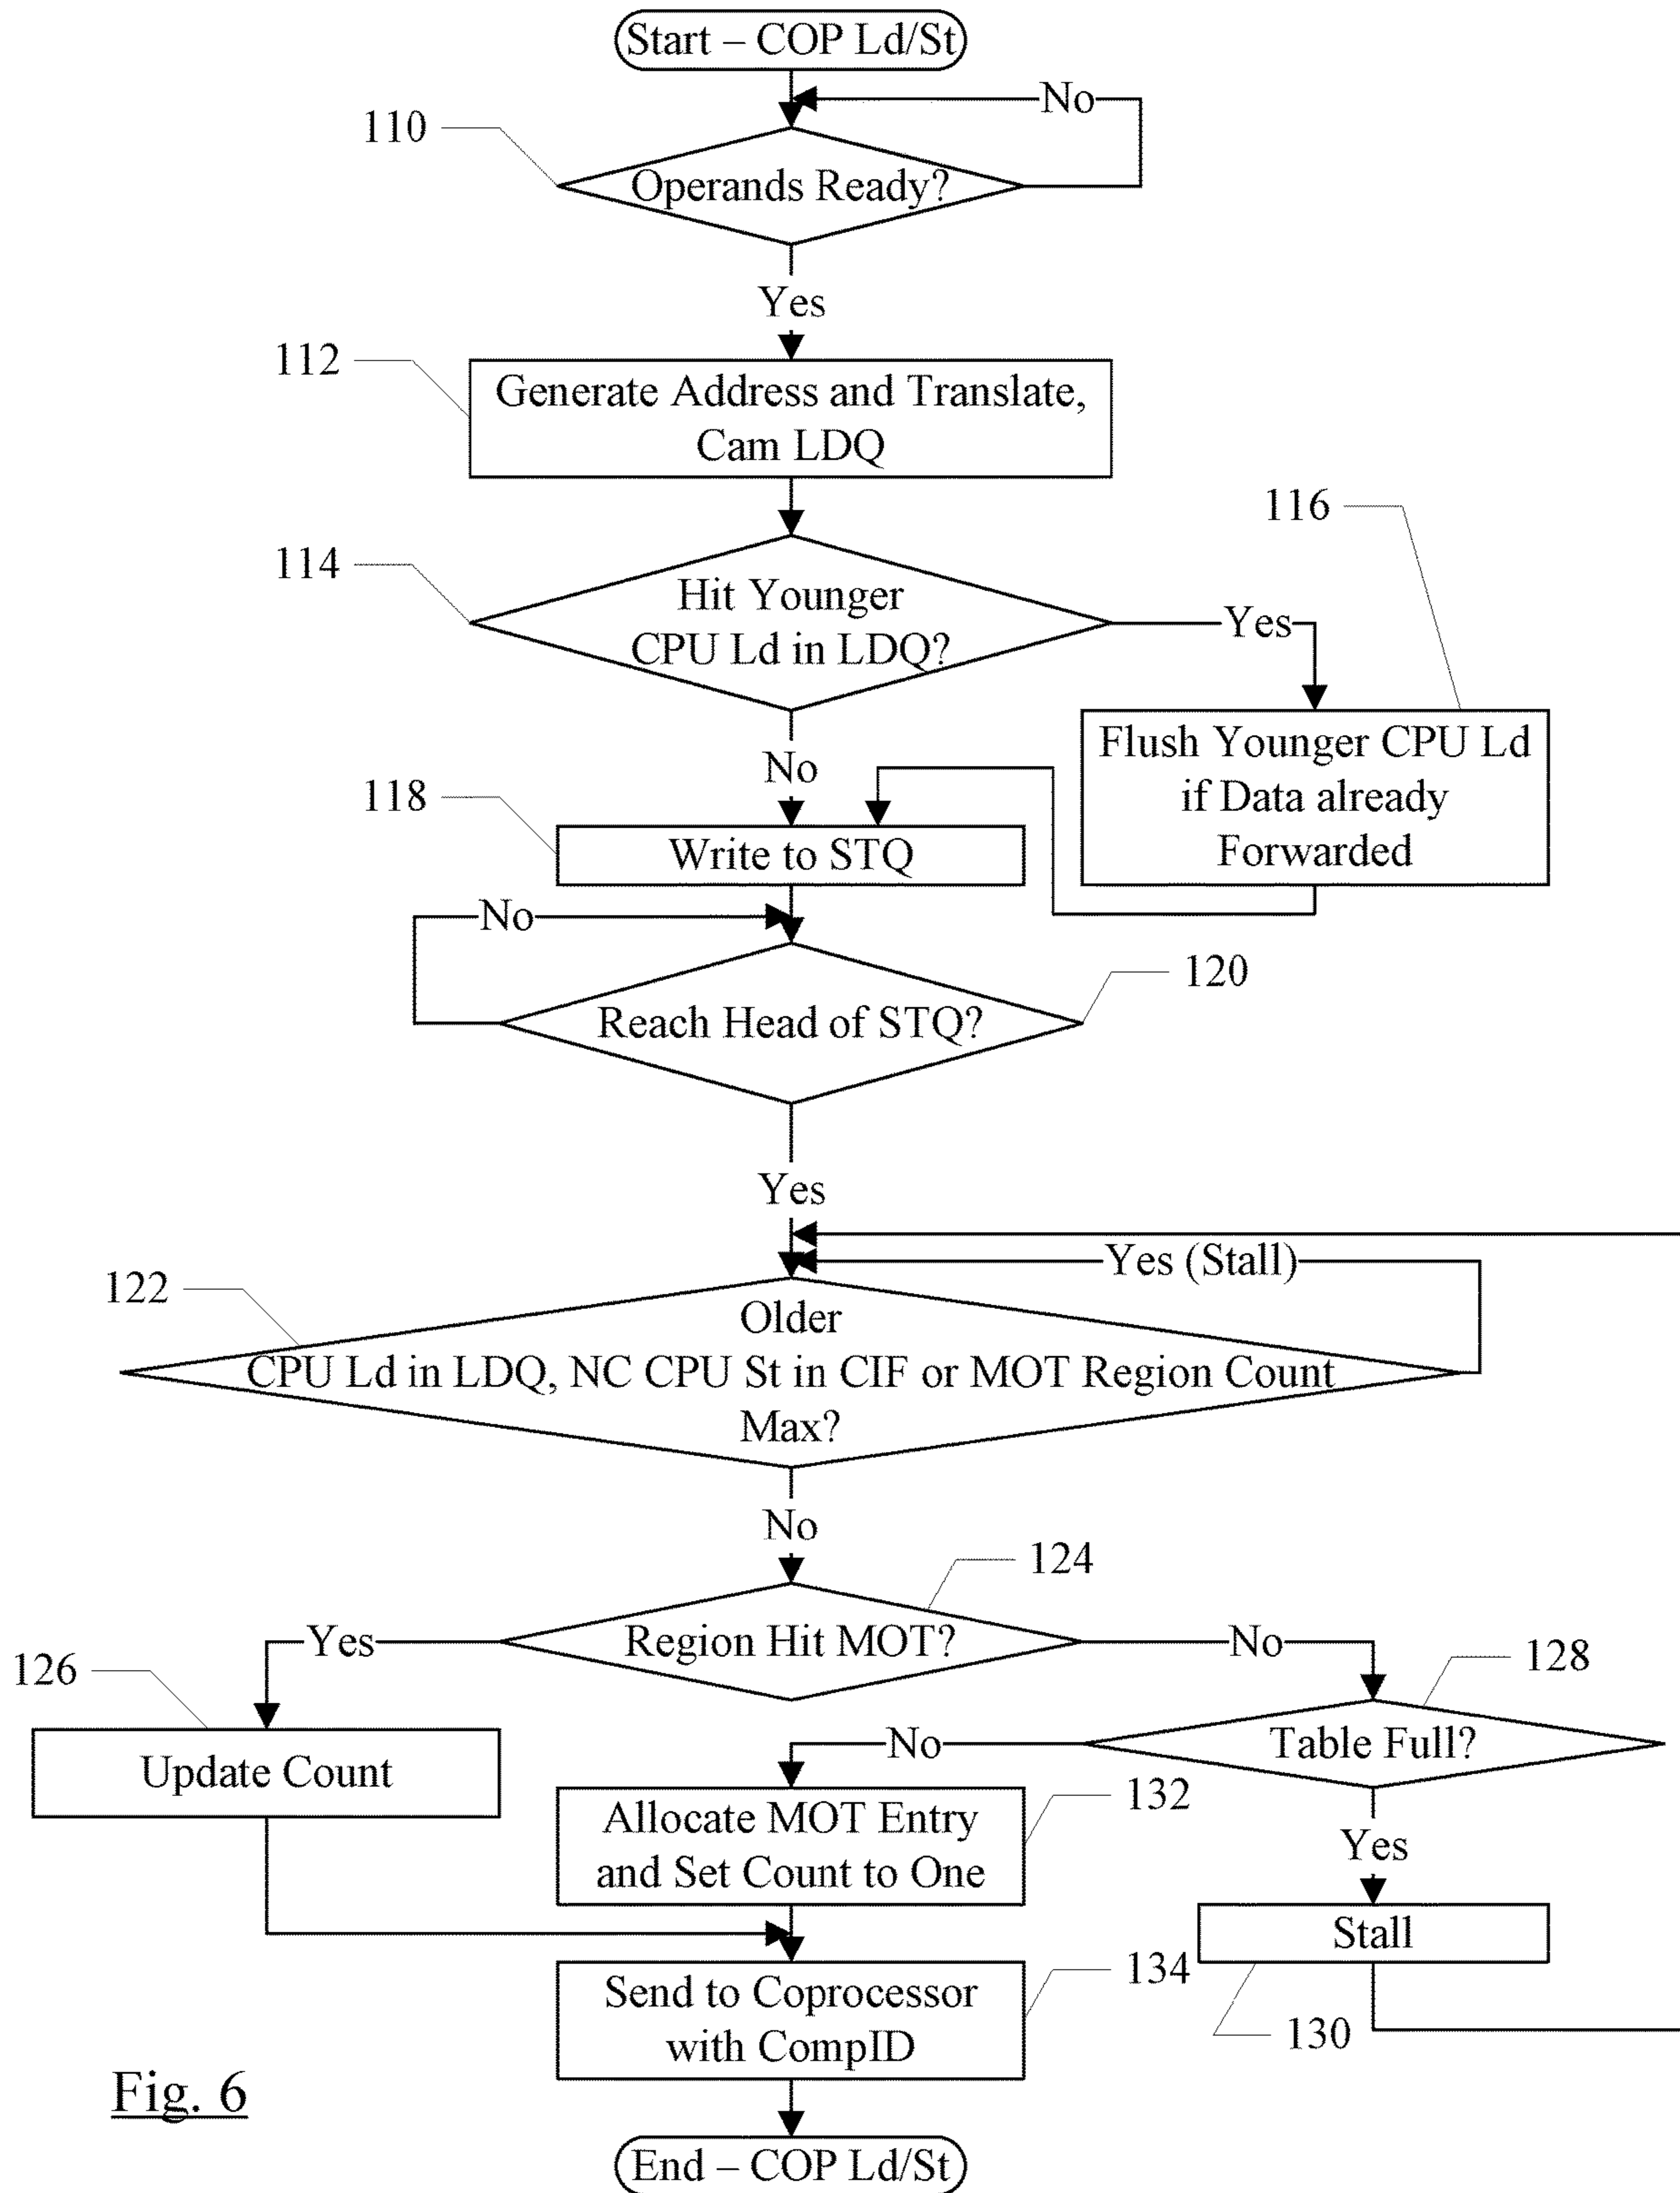 Start – COP Ld/St
No
110
Operands Ready?
Yes
112
Generate Address and Translate,
Cam LDQ
116
114
Hit Younger
CPU Ld in LDQ?
Yes
Flush Younger CPU Ld
if Data already
Forwarded
No
118
Write to STQ
No
120
Reach Head of STQ?
Yes
Yes (Stall)
122
Older
CPU Ld in LDQ, NC CPU St in CIF or MOT Region Count
Max?
No
124
Region Hit MOT?
Yes
No
126
128
Update Count
No
Table Full?
132
Allocate MOT Entry
and Set Count to One
Yes
Stall
134
Send to Coprocessor
with CompID
130
Fig. 6
End – COP Ld/St